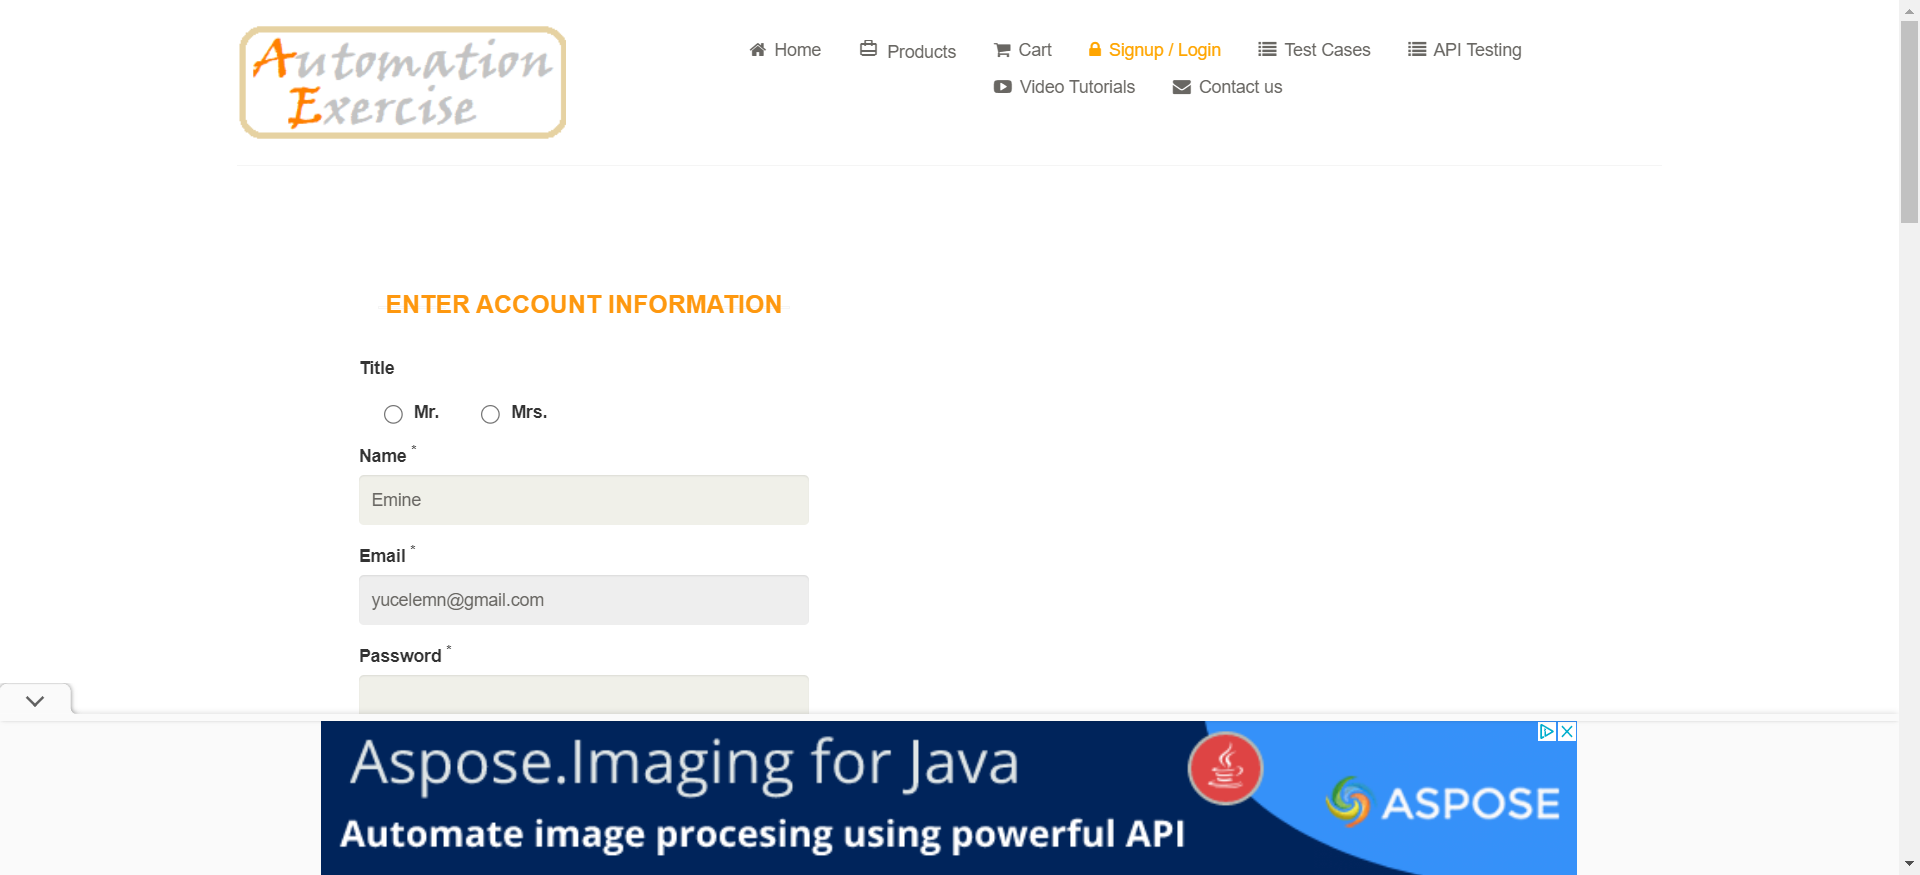 Automation
Exercise
Home
Products
Cart
Signup / Login
Test Cases
API Testing
Video Tutorials
Contact us
ENTER ACCOUNT INFORMATION
Title
Mr.
Mrs.
Name *
Emine
Email *
yucelemn@gmail.com
Password *
Aspose.Imaging for Java
Automate image procesing using powerful API
ASPOSE